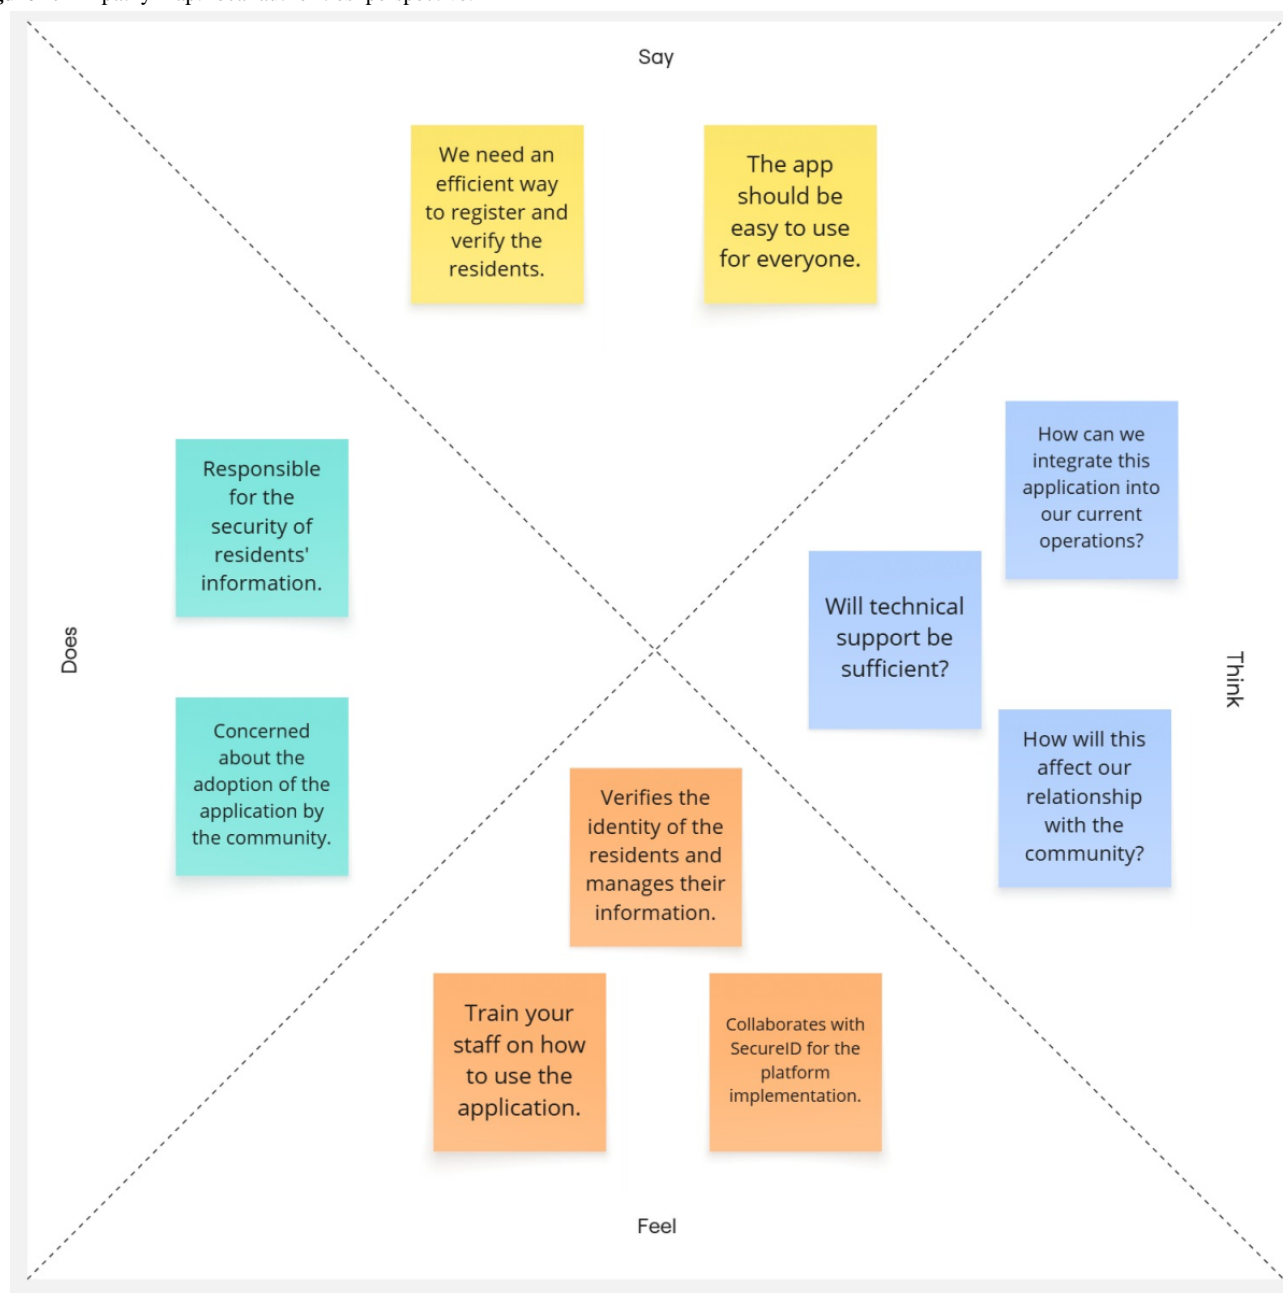 Say
We need an
efficient way
to register and
verify the
residents.
The app
should be
easy to use
for everyone.
How can we
integrate this
application into
our current
operations?
Will technical
support be
sufficient?
How will this
affect our
relationship
with the
community?
Think
Does
Responsible
for the
security of
residents'
information.
Concerned
about the
adoption of the
application by
the community.
Verifies the
identity of the
residents and
manages their
information.
Train your
staff on how
to use the
application.
Collaborates with
SecureID for the
platform
implementation.
Feel